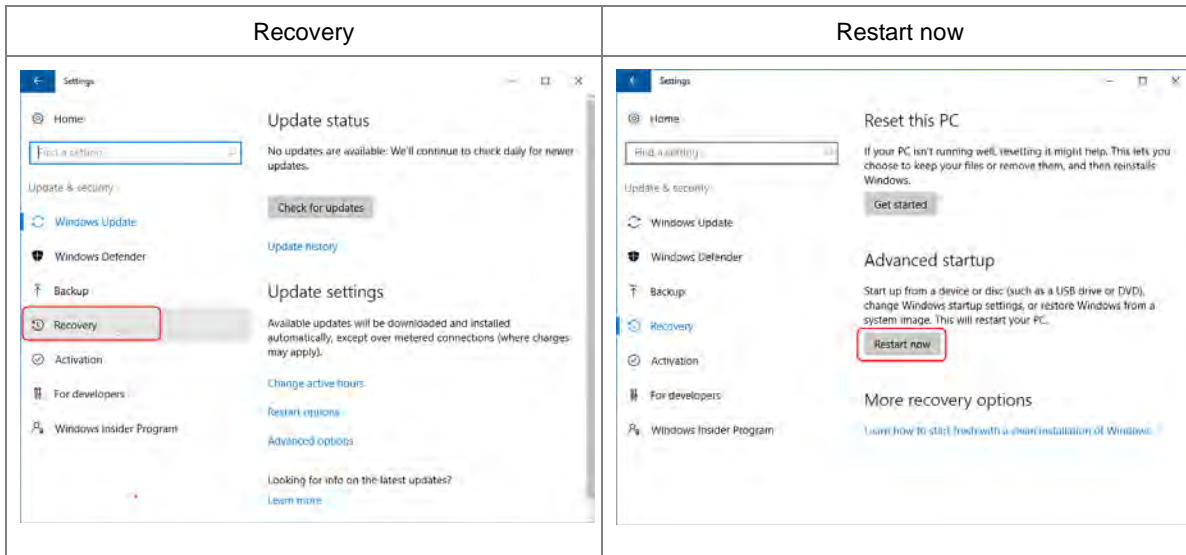 Recovery
Restart now
Settings
Home
Find a setting
Update & security
Windows Update
Windows Defender
Backup
Recovery
Activation
For developers
Windows Insider Program
Update status
No updates are available. We'll continue to check daily for newer
updates.
Check for updates
Update history
Update settings
Available updates will be downloaded and installed
automatically, except over metered connections (where charges
may apply).
Change active hours
Restart options
Advanced options
Looking for info on the latest updates?
Learn more
Settings
Home
Find a setting
Update & security
Windows Update
Windows Defender
Backup
Recovery
Activation
For developers
Windows Insider Program
Reset this PC
If your PC isn't running well, resetting it might help. This lets you
choose to keep your files or remove them, and then reinstalls
Windows.
Get started
Advanced startup
Start up from a device or disc (such as a USB drive or DVD),
change Windows startup settings, or restore Windows from a
system image. This will restart your PC.
Restart now
More recovery options
Learn how to start fresh with a clean installation of Windows